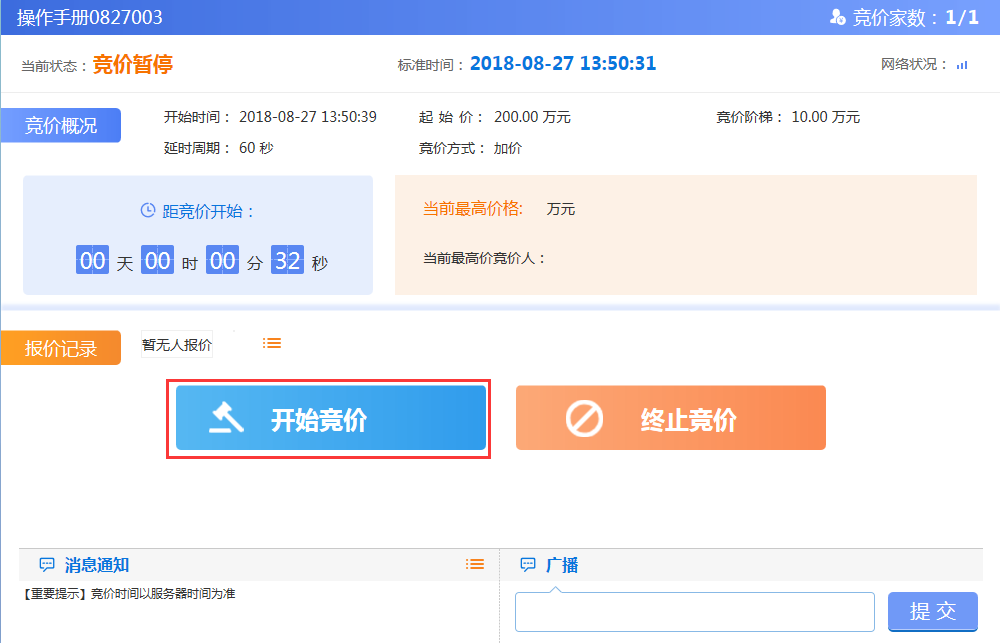 操作手册0827003
竞价家数：1/1
当前状态：竞价暂停
标准时间：2018-08-27 13:50:31
网络状况：
竞价概况
开始时间：2018-08-27 13:50:39
起 始 价：200.00 万元
竞价阶梯：10.00 万元
延时周期：60 秒
竞价方式：加价
距竞价开始：
00 天 00 时 00 分 32 秒
当前最高价格: 万元
当前最高价竞价人：
报价记录
暂无人报价
开始竞价
终止竞价
消息通知
【重要提示】竞价时间以服务器时间为准
广播
提 交